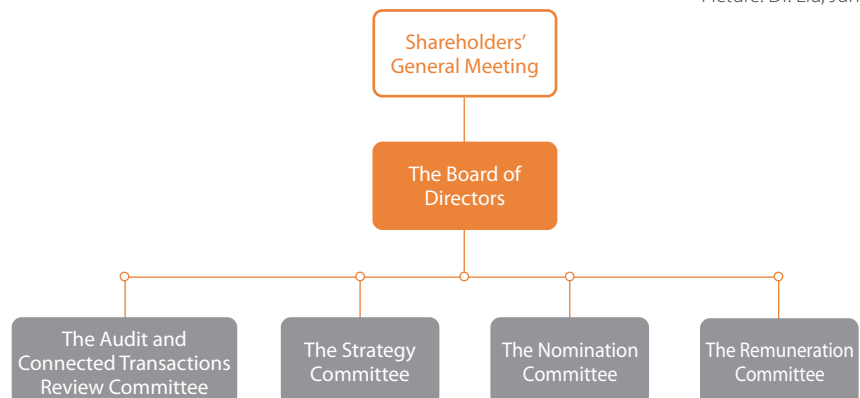 Shareholders'
General Meeting
The Board of
Directors
The Audit and
Connected Transactions
Review Committee
The Strategy
Committee
The Nomination
Committee
The Remuneration
Committee